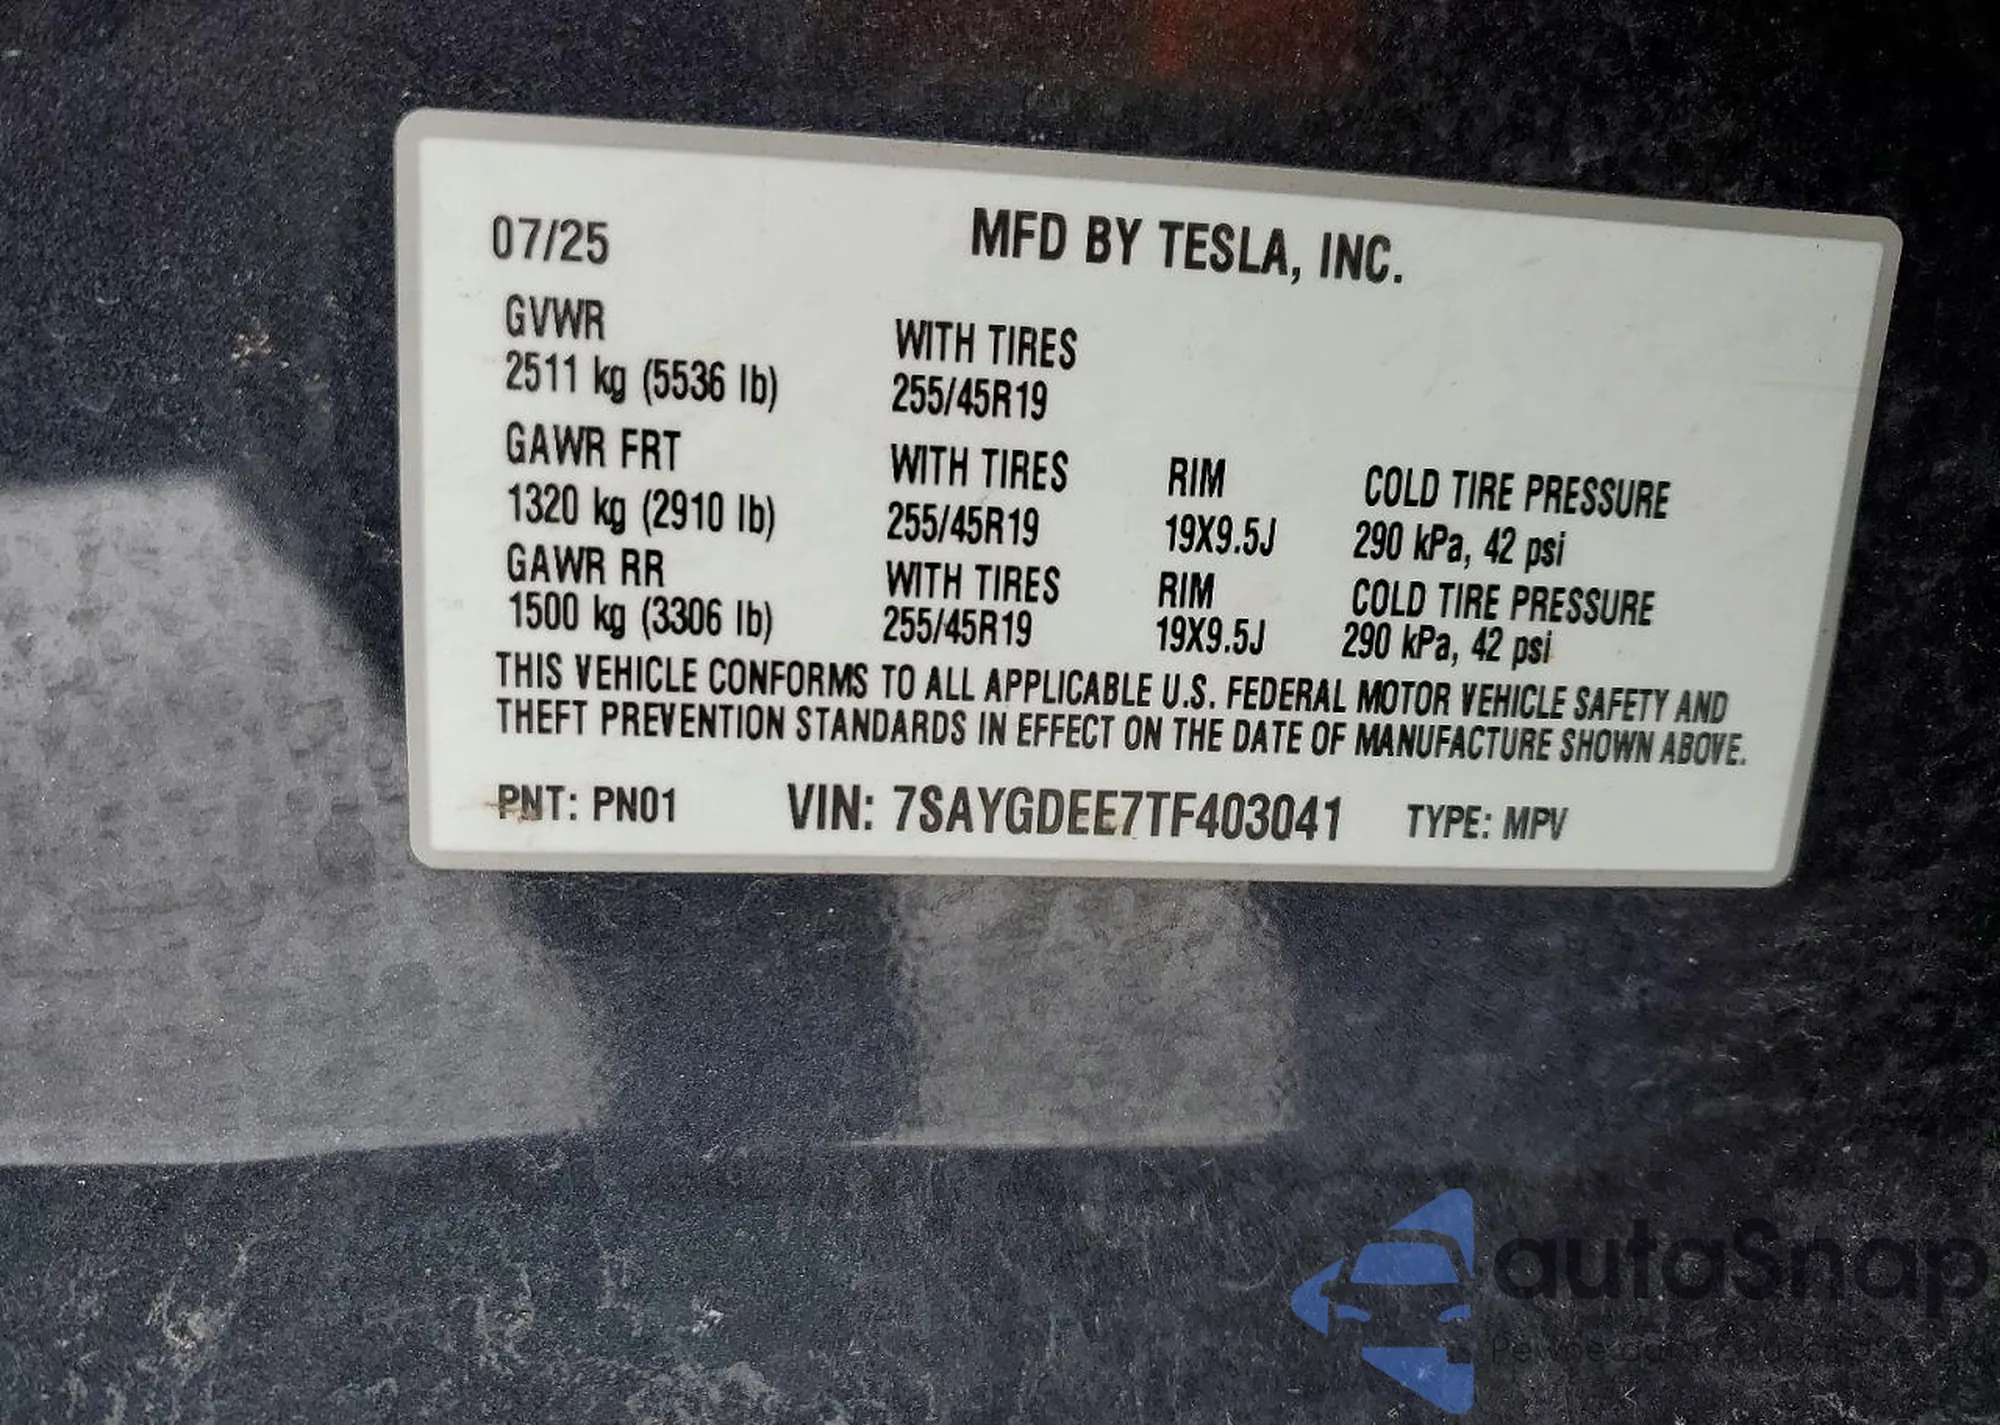 07/25 MFD BY TESLA, INC.
GVWR WITH TIRES
2511 kg (5536 lb) 255/45R19
GAWR FRT WITH TIRES RIM COLD TIRE PRESSURE
1320 kg (2910 lb) 255/45R19 19X9.5J 290 kPa, 42 psi
GAWR RR WITH TIRES RIM COLD TIRE PRESSURE
1500 kg (3306 lb) 255/45R19 19X9.5J 290 kPa, 42 psi
THIS VEHICLE CONFORMS TO ALL APPLICABLE U.S. FEDERAL MOTOR VEHICLE SAFETY AND
THEFT PREVENTION STANDARDS IN EFFECT ON THE DATE OF MANUFACTURE SHOWN ABOVE.
PNT: PN01 VIN: 7SAYGDEE7TF403041 TYPE: MPV
autoSnap